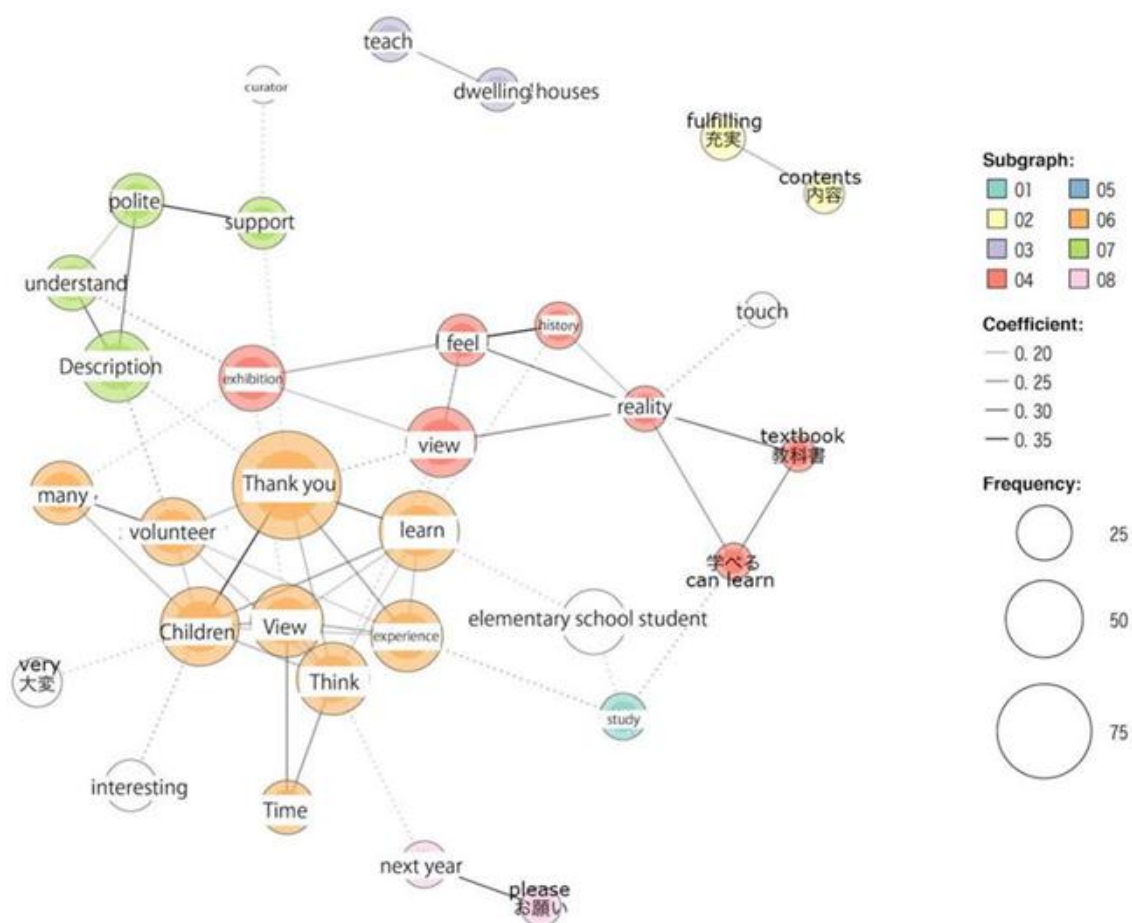 teach
curator
dwelling houses
fulfilling
充実
contents
内容
polite
support
understand
touch
history
feel
Description
exhibition
reality
view
textbook
教科書
Thank you
many
volunteer
learn
学べる
can learn
elementary school student
Children
View
experience
very
大変
Think
study
interesting
Time
next year
please
お願い
Subgraph:
01 05
02 06
03 07
04 08
Coefficient:
0.20
0.25
0.30
0.35
Frequency:
25
50
75